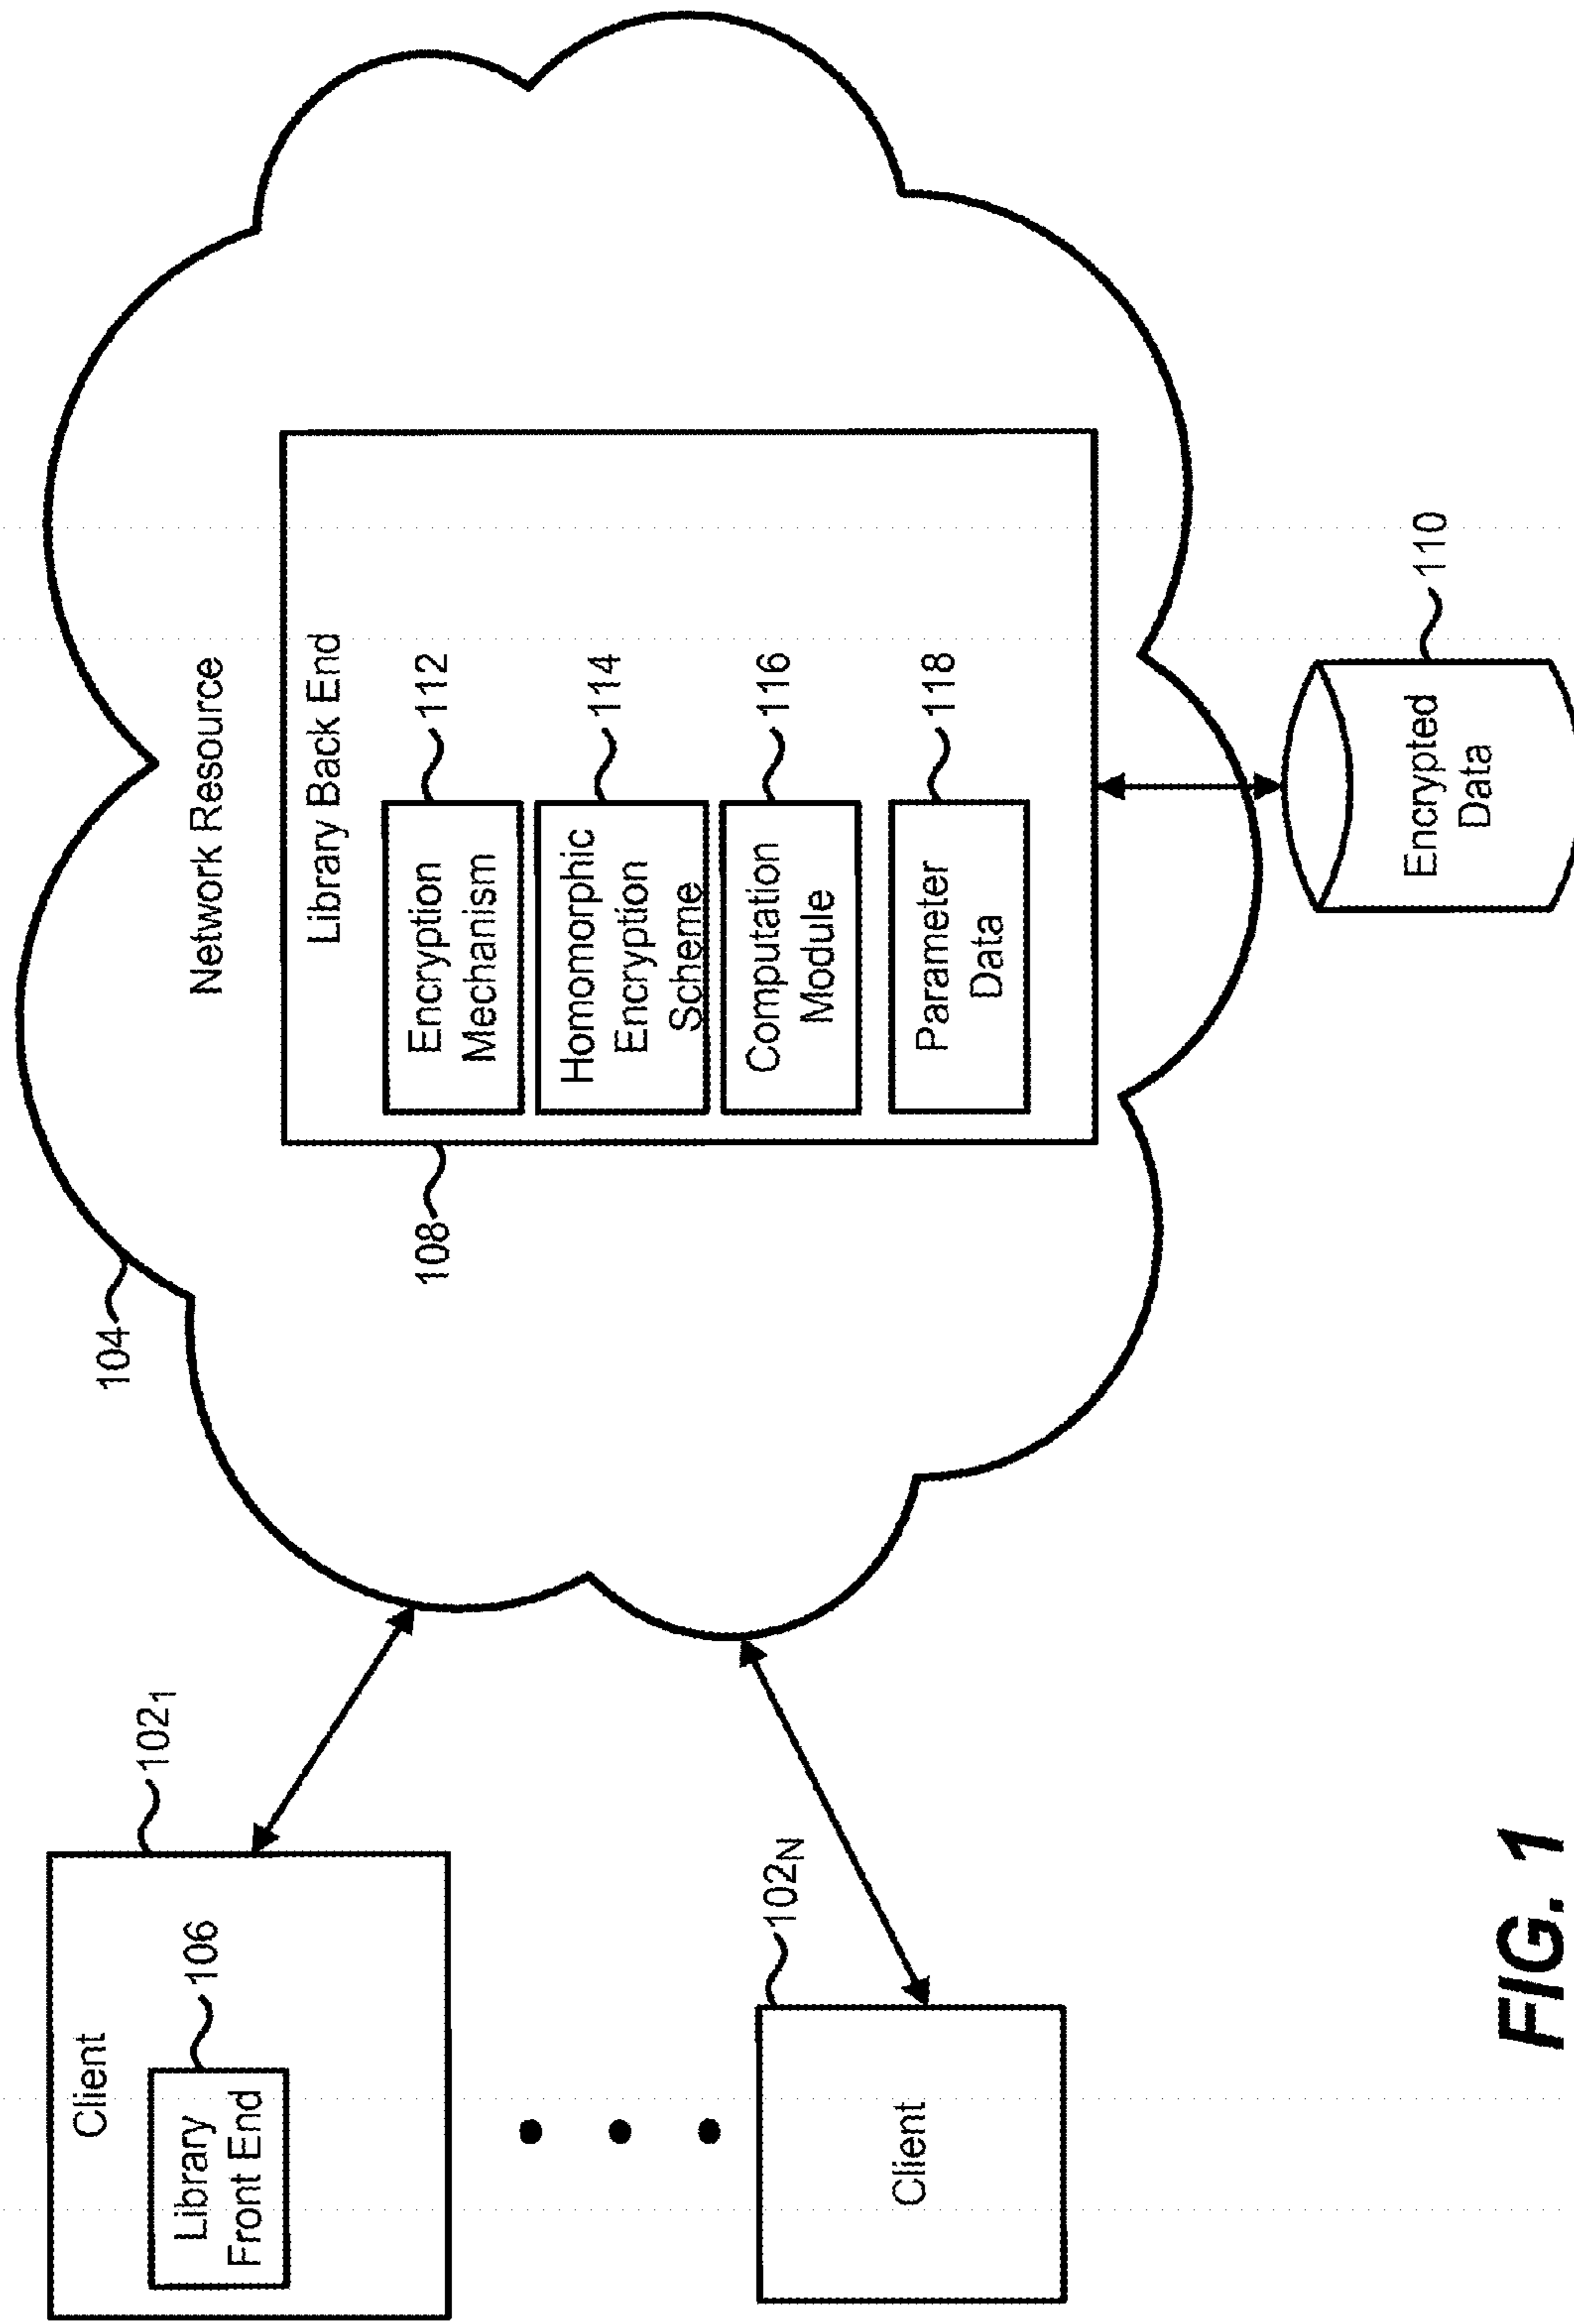 Client
102₁
Library
Front End
106
Client
102_N
104
Network Resource
108
Library Back End
Encryption
Mechanism
112
Homomorphic
Encryption
Scheme
114
Computation
Module
116
Parameter
Data
118
Encrypted
Data
110
FIG. 1